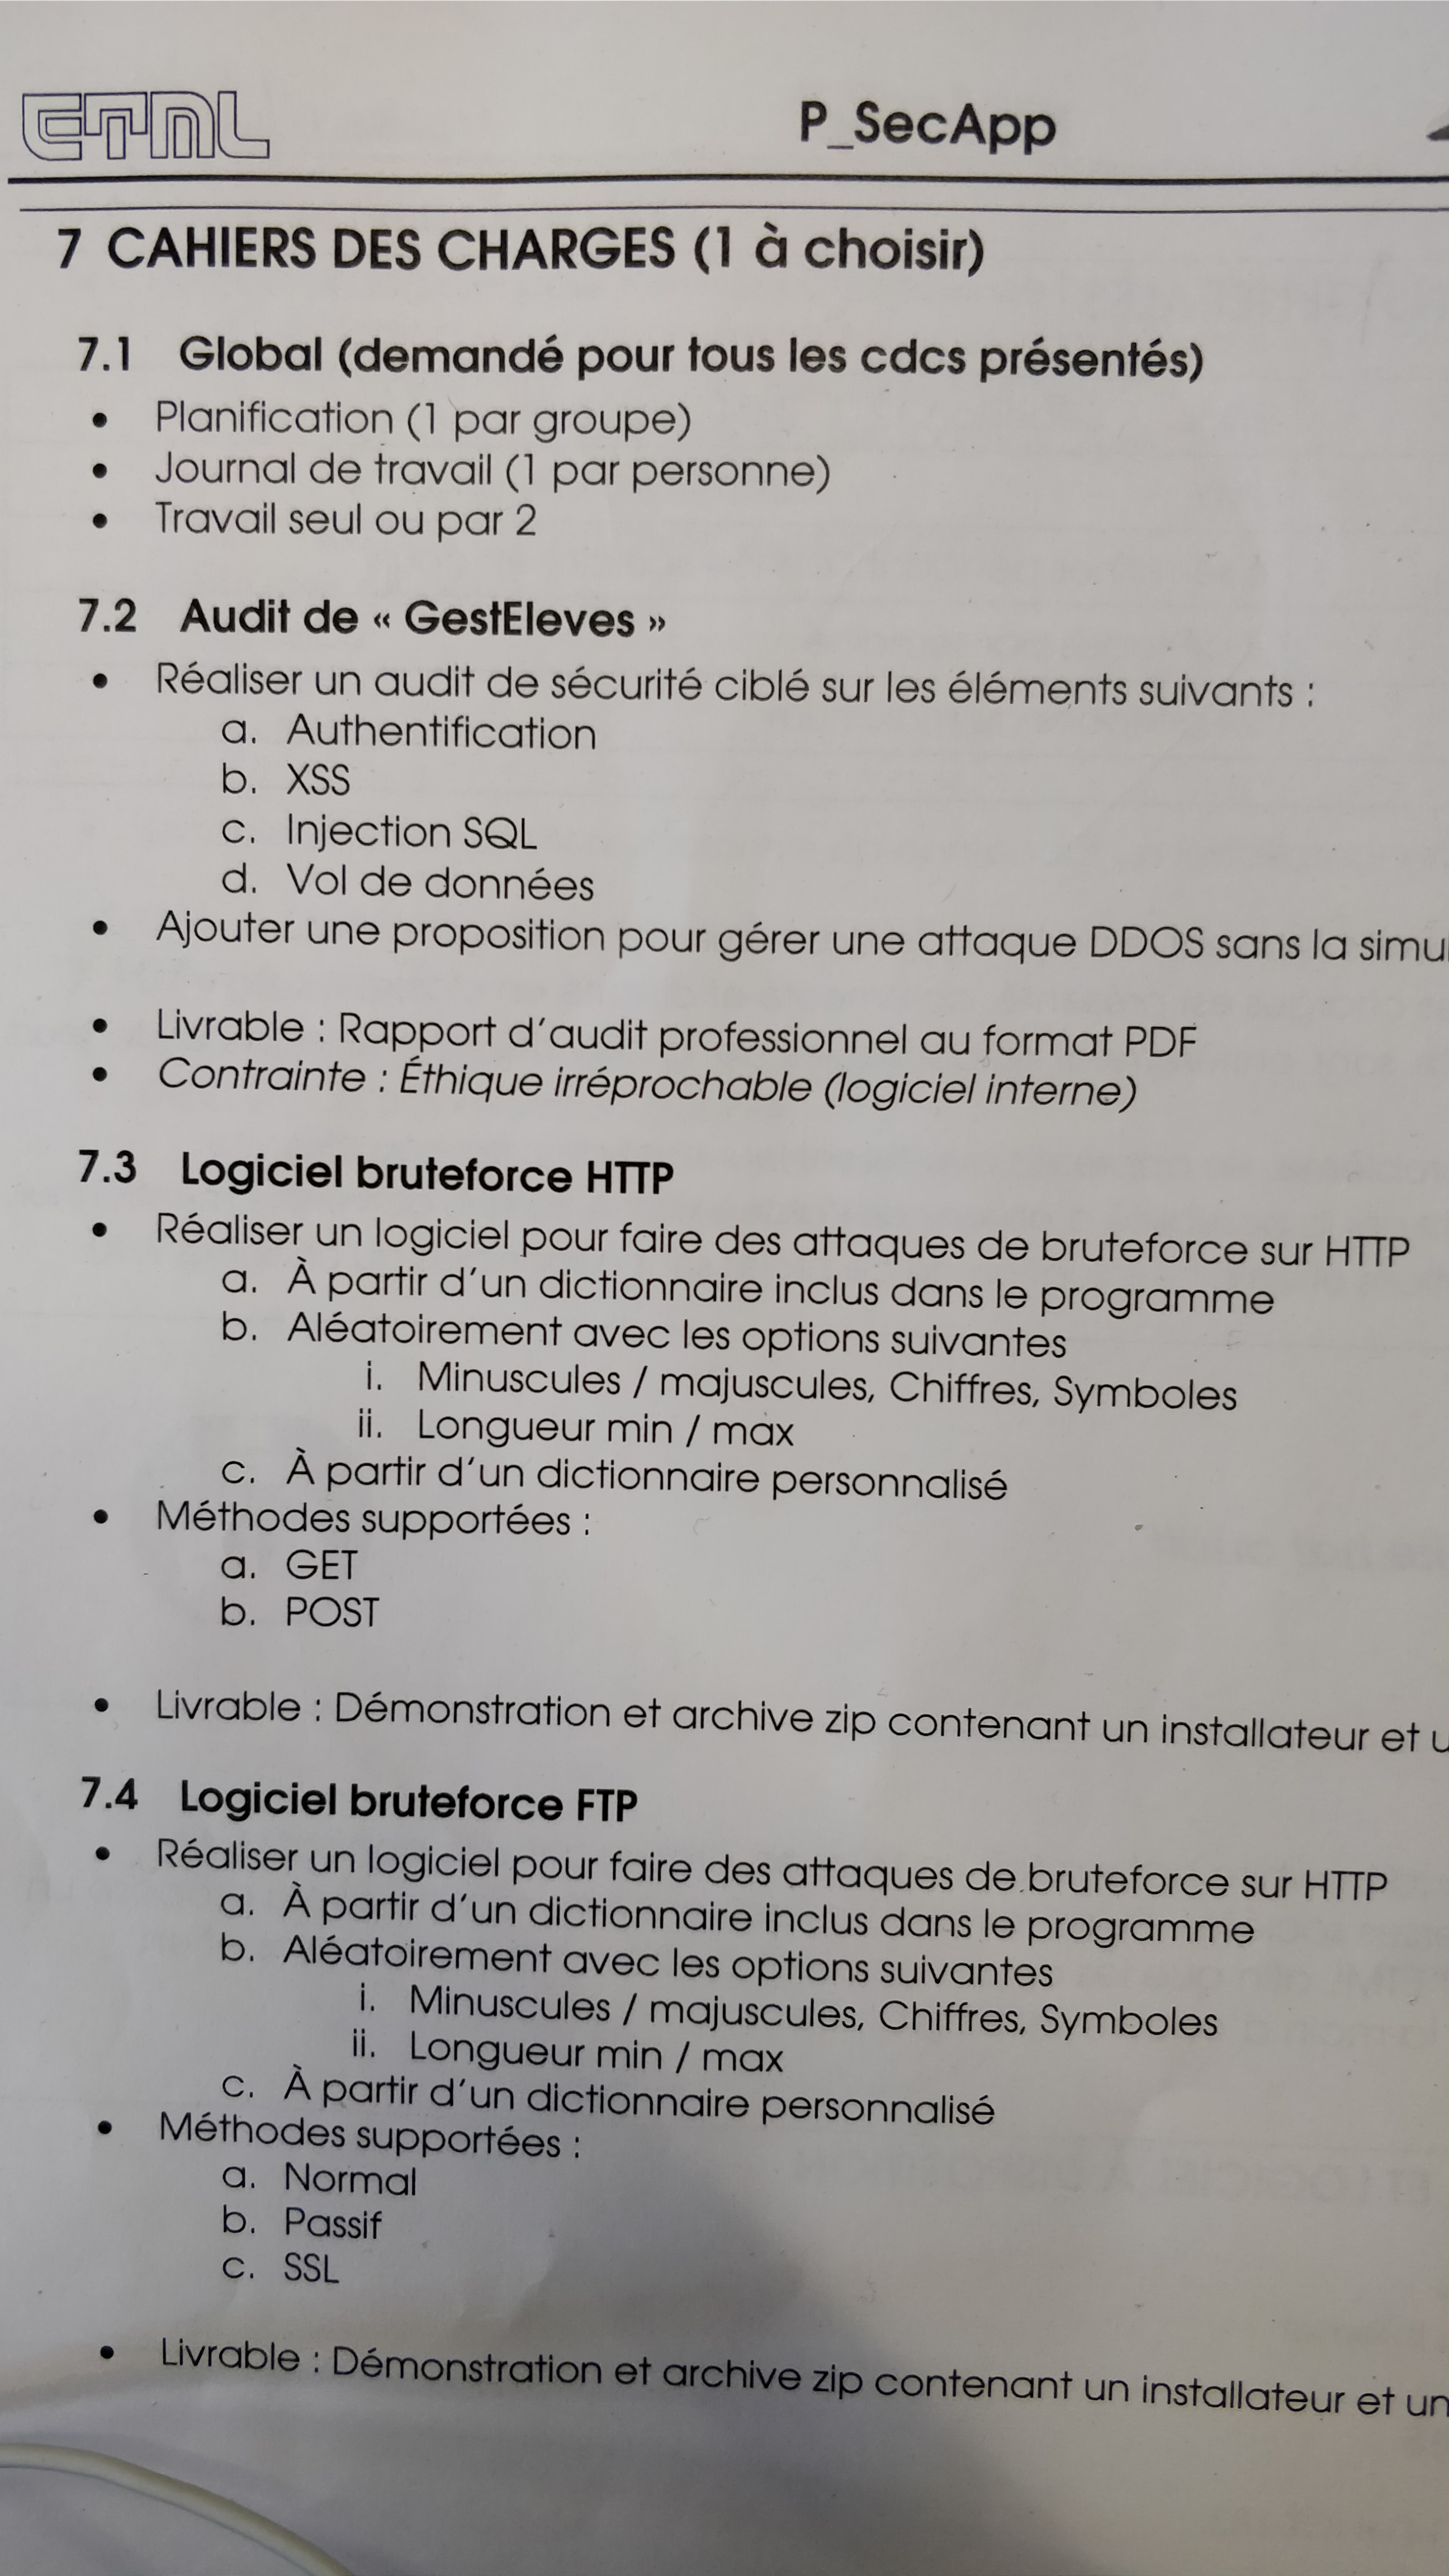 ETML
P_SecApp
7 CAHIERS DES CHARGES (1 à choisir)
7.1 Global (demandé pour tous les cdcs présentés)
• Planification (1 par groupe)
• Journal de travail (1 par personne)
• Travail seul ou par 2
7.2 Audit de « GestEleves »
• Réaliser un audit de sécurité ciblé sur les éléments suivants :
a. Authentification
b. XSS
c. Injection SQL
d. Vol de données
• Ajouter une proposition pour gérer une attaque DDOS sans la
• Livrable : Rapport d'audit professionnel au format PDF
• Contrainte : Éthique irréprochable (logiciel interne)
7.3 Logiciel bruteforce HTTP
• Réaliser un logiciel pour faire des attaques de bruteforce sur HTTP
a. À partir d'un dictionnaire inclus dans le programme
b. Aléatoirement avec les options suivantes
i. Minuscules / majuscules, Chiffres, Symboles
ii. Longueur min / max
c. À partir d'un dictionnaire personnalisé
• Méthodes supportées :
a. GET
b. POST
• Livrable : Démonstration et archive zip contenant un installateur et
7.4 Logiciel bruteforce FTP
• Réaliser un logiciel pour faire des attaques de bruteforce sur HTTP
a. À partir d'un dictionnaire inclus dans le programme
b. Aléatoirement avec les options suivantes
i. Minuscules / majuscules, Chiffres, Symboles
ii. Longueur min / max
c. À partir d'un dictionnaire personnalisé
• Méthodes supportées :
a. Normal
b. Passif
c. SSL
• Livrable : Démonstration et archive zip contenant un installateur et un